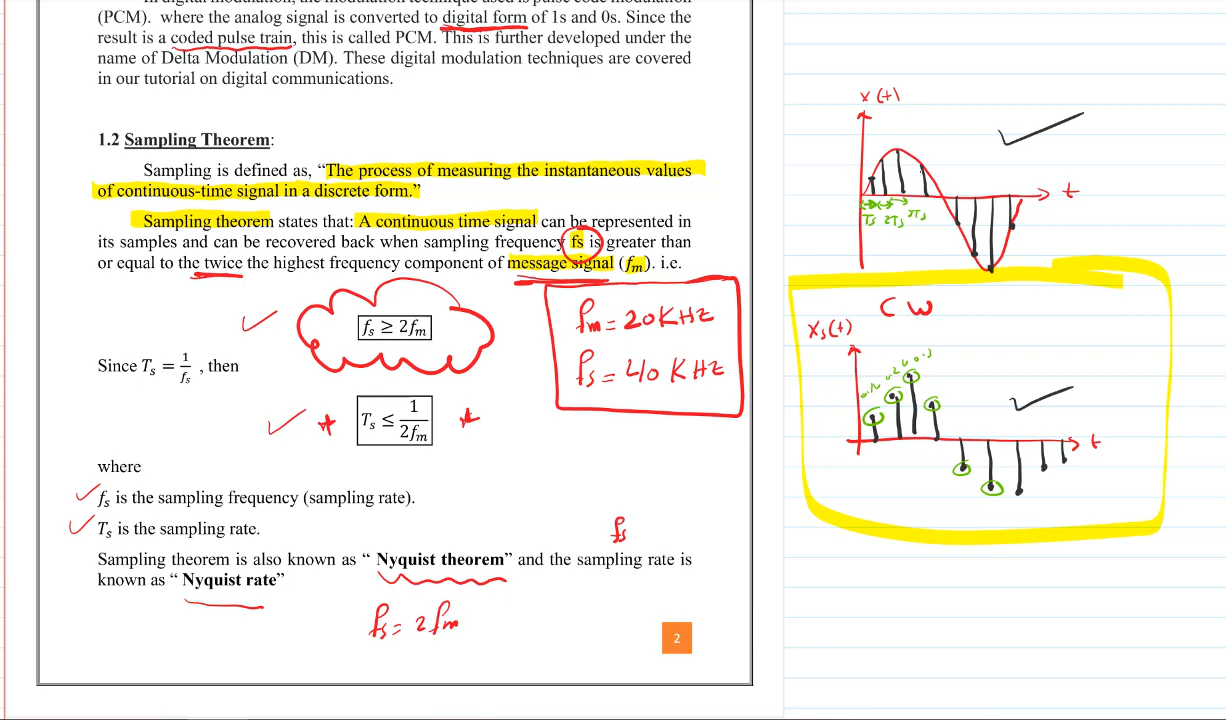 (PCM). where the analog signal is converted to digital form of 1s and 0s. Since the
result is a coded pulse train, this is called PCM. This is further developed under the
name of Delta Modulation (DM). These digital modulation techniques are covered
in our tutorial on digital communications.
1.2 Sampling Theorem:
Sampling is defined as, “The process of measuring the instantaneous values
of continuous-time signal in a discrete form.”
Sampling theorem states that: A continuous time signal can be represented in
its samples and can be recovered back when sampling frequency fs is greater than
or equal to the twice the highest frequency component of message signal (fm). i.e.
fs ≥ 2fm
Since Ts = 1/fs , then
Ts ≤ 1/2fm
where
fs is the sampling frequency (sampling rate).
Ts is the sampling rate.
Sampling theorem is also known as “ Nyquist theorem” and the sampling rate is
known as “ Nyquist rate”
fs
fs = 2fm
2
fm = 20KHZ
fs = 40KHZ
x(t)
t
Ts 2Ts 3Ts
CW
xs(t)
t